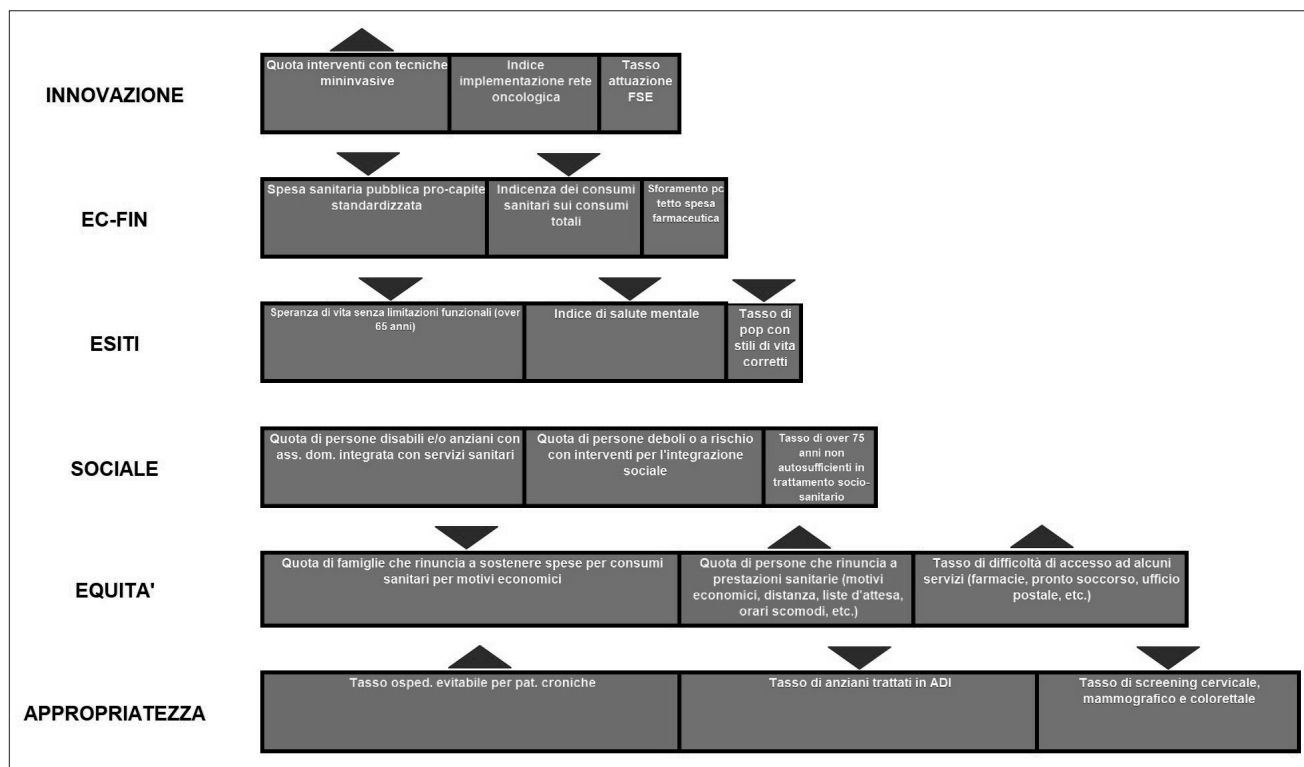 INNOVAZIONE
Quota interventi con tecniche
mininvasive
Indice
implementazione rete
oncologica
Tasso
attuazione
FSE
EC-FIN
Spesa sanitaria pubblica pro-capite
standardizzata
Indicenza dei consumi
sanitari sui consumi
totali
Sforamento pc
tetto spesa
farmaceutica
ESITI
Speranza di vita senza limitazioni funzionali (over
65 anni)
Indice di salute mentale
Tasso di
pop con
stili di vita
corretti
SOCIALE
Quota di persone disabili e/o anziani con
ass. dom. integrata con servizi sanitari
Quota di persone deboli o a rischio
con interventi per l'integrazione
sociale
Tasso di over 75
anni non
autosufficienti in
trattamento socio-
sanitario
EQUITA'
Quota di famiglie che rinuncia a sostenere spese per consumi
sanitari per motivi economici
Quota di persone che rinuncia a
prestazioni sanitarie (motivi
economici, distanza, liste d'attesa,
orari scomodi, etc.)
Tasso di difficoltà di accesso ad alcuni
servizi (farmacie, pronto soccorso, ufficio
postale, etc.)
APPROPRIATEZZA
Tasso osped. evitabile per pat. croniche
Tasso di anziani trattati in ADI
Tasso di screening cervicale,
mammografico e colorettale